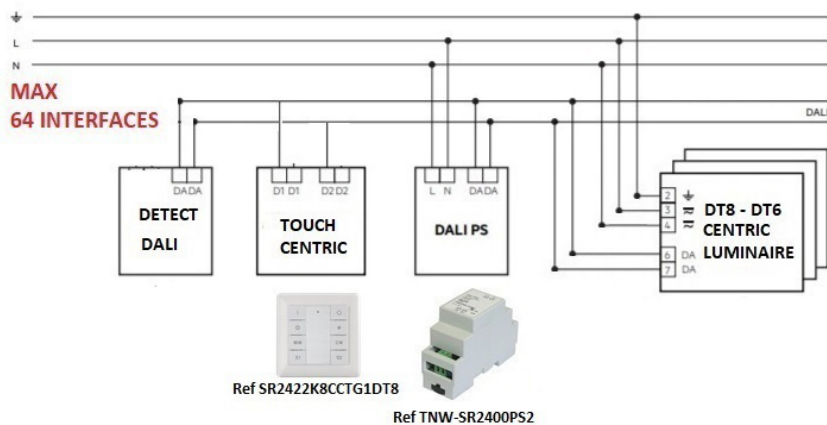 L
N
MAX
64 INTERFACES
DALI
DA DA
D1 D1 D2 D2
L N DA DA
DETECT
DALI
TOUCH
CENTRIC
DALI PS
2
3
4
6 DA
7 DA
DT8 - DT6
CENTRIC
LUMINAIRE
Ref SR2422K8CCTG1DT8
Ref TNW-SR2400PS2